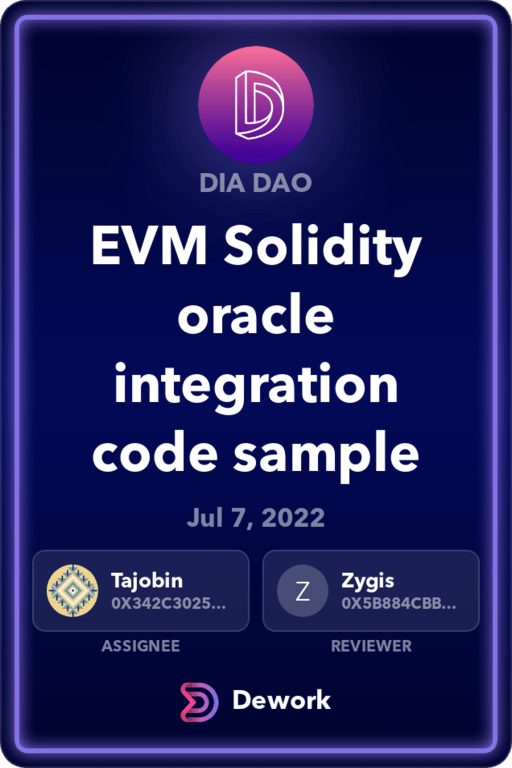 DIA DAO
EVM Solidity
oracle
integration
code sample
Jul 7, 2022
Tajobin
0X342C3025...
ASSIGNEE
Z
Zygis
0X5B884CBB...
REVIEWER
Dework